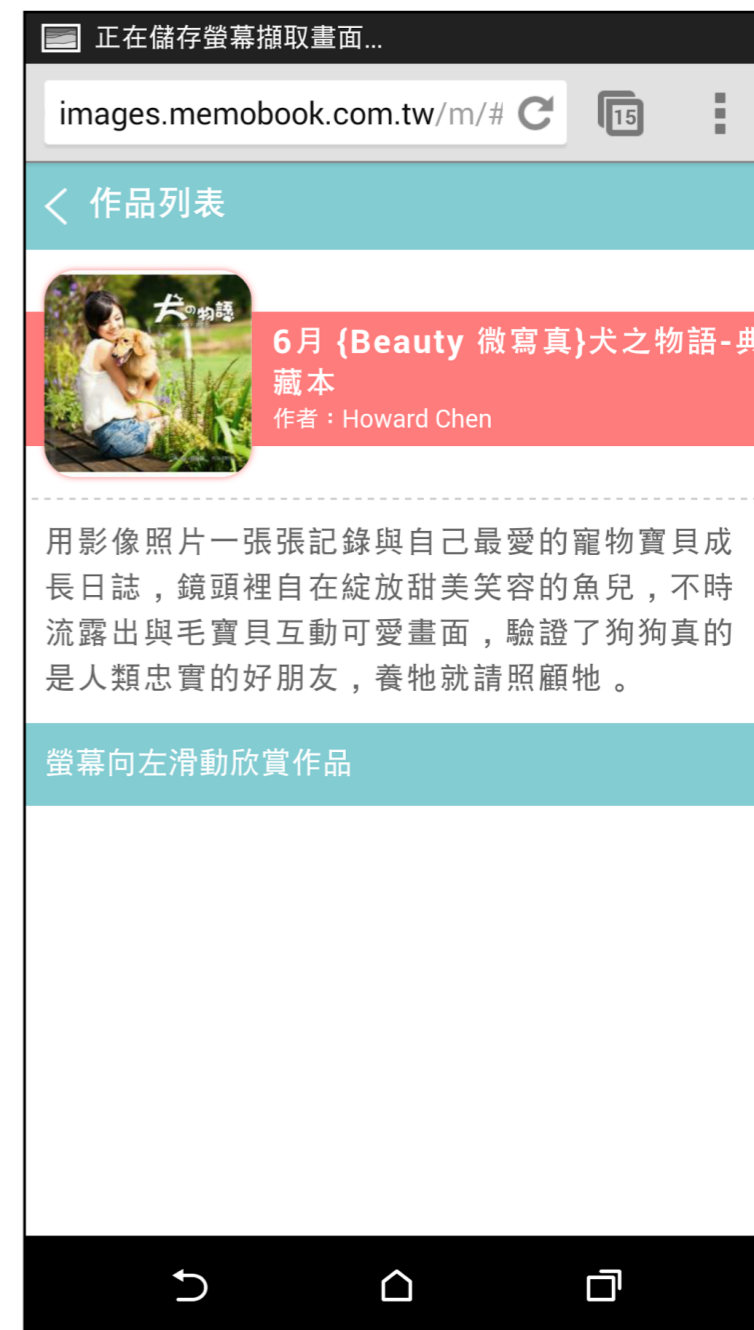 正在儲存螢幕擷取畫面...
images.memobook.com.tw/m/#
15
作品列表
犬の物語
6月 {Beauty 微寫真}犬之物語-典
藏本
作者：Howard Chen
用影像照片一張張記錄與自己最愛的寵物寶貝成
長日誌，鏡頭裡自在綻放甜美笑容的魚兒，不時
流露出與毛寶貝互動可愛畫面，驗證了狗狗真的
是人類忠實的好朋友，養牠就請照顧牠。
螢幕向左滑動欣賞作品